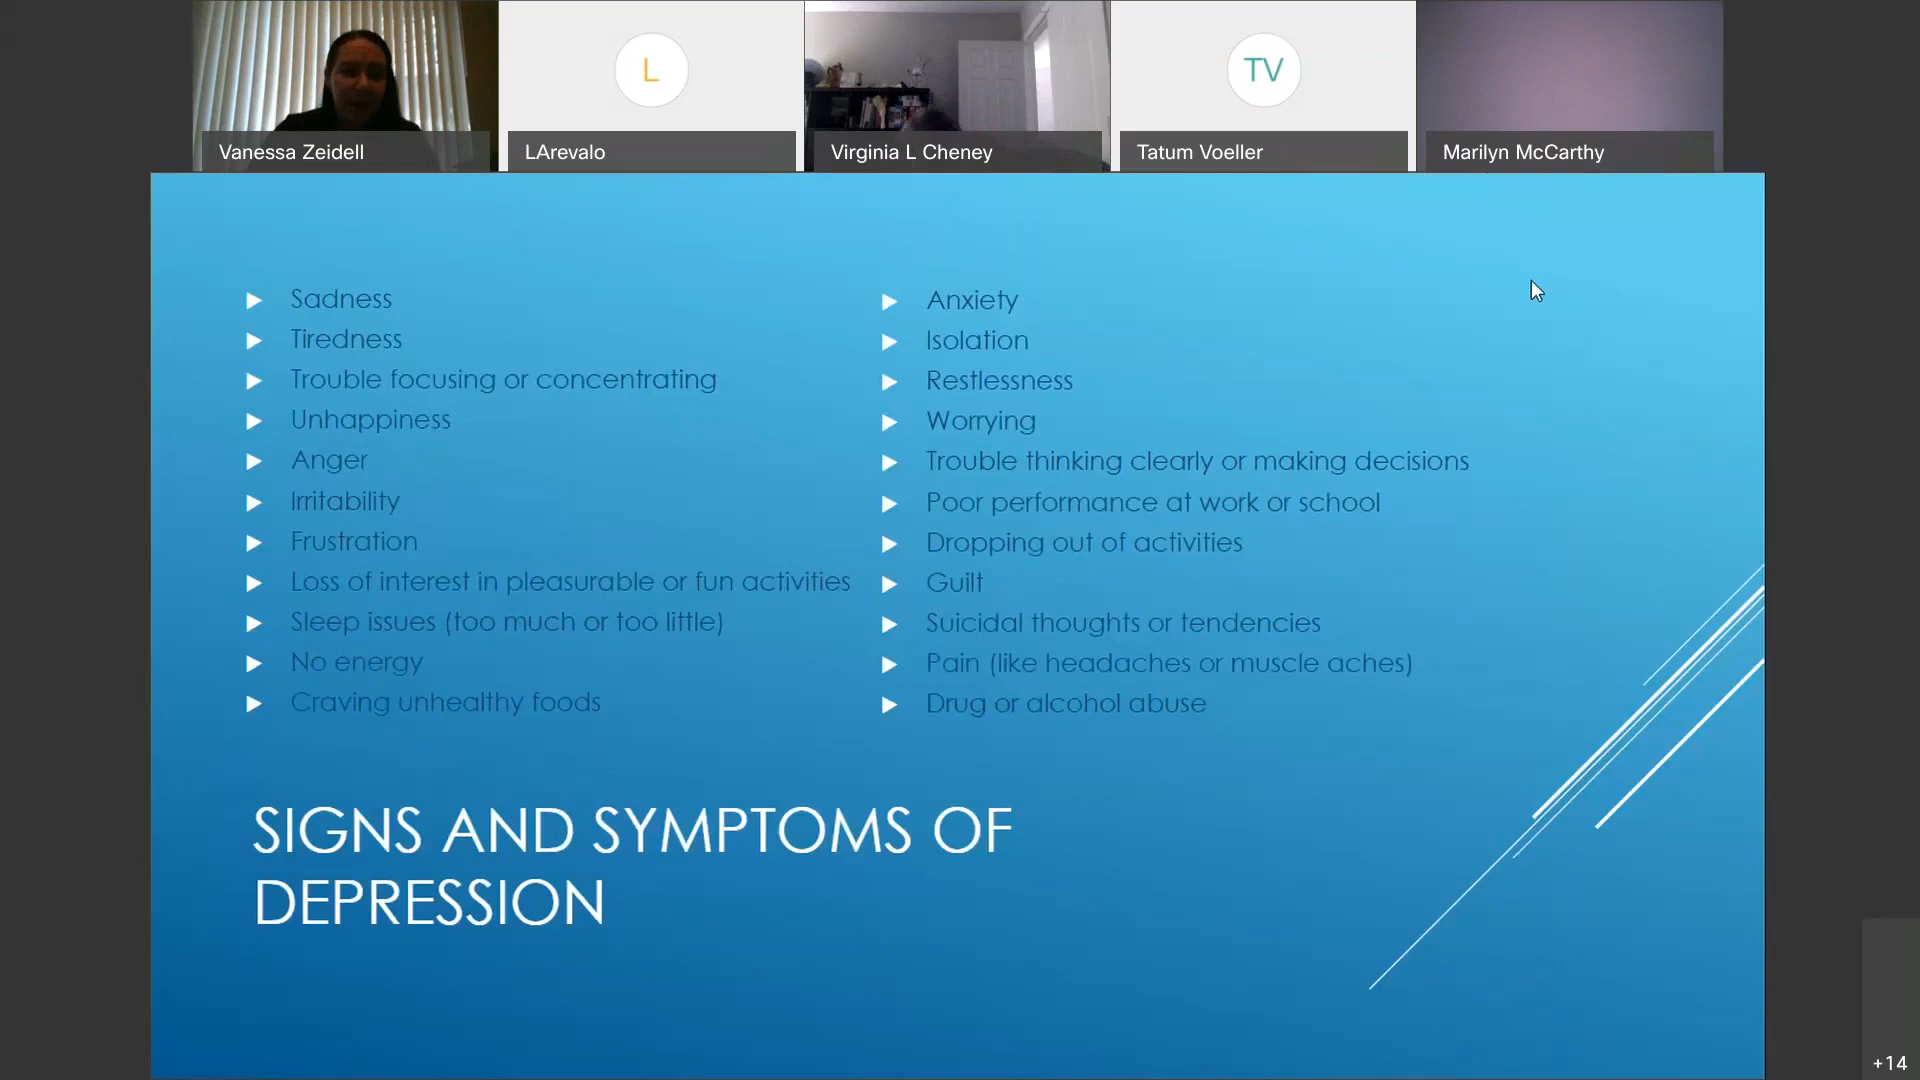 L
TV
Vanessa Zeidell
LArevalo
Virginia L Cheney
Tatum Voeller
Marilyn McCarthy
Sadness
Tiredness
Trouble focusing or concentrating
Unhappiness
Anger
Irritability
Frustration
Loss of interest in pleasurable or fun activities
Sleep issues (too much or too little)
No energy
Craving unhealthy foods
Anxiety
Isolation
Restlessness
Worrying
Trouble thinking clearly or making decisions
Poor performance at work or school
Dropping out of activities
Guilt
Suicidal thoughts or tendencies
Pain (like headaches or muscle aches)
Drug or alcohol abuse
SIGNS AND SYMPTOMS OF
DEPRESSION
+14